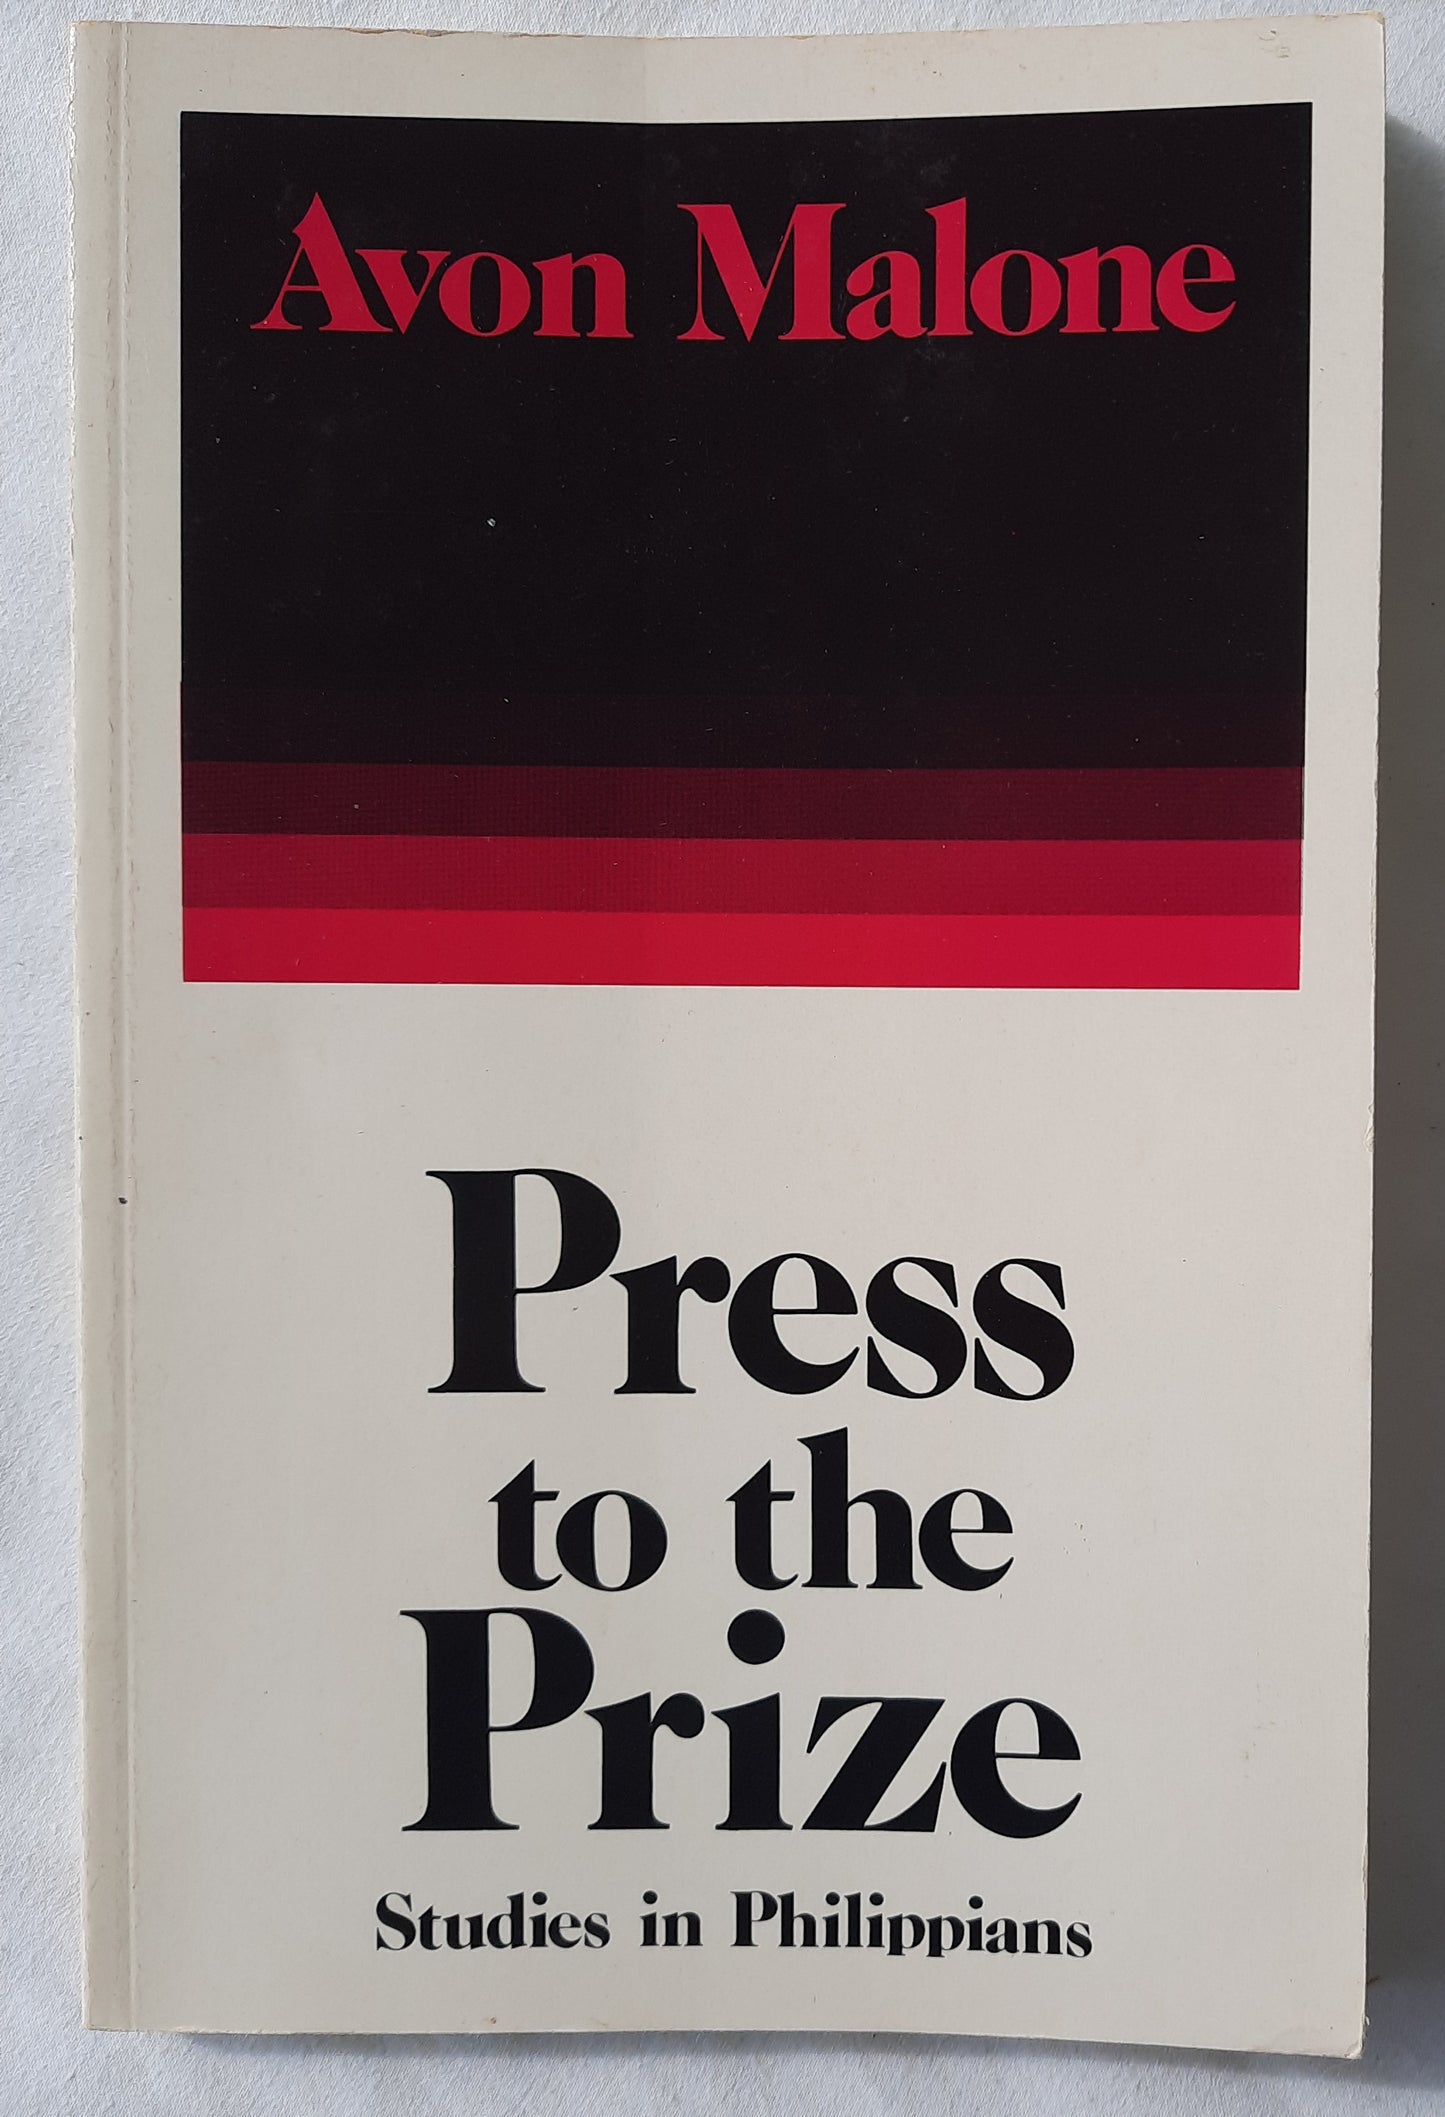 Avon Malone
Press
to the
Prize
Studies in Philippians